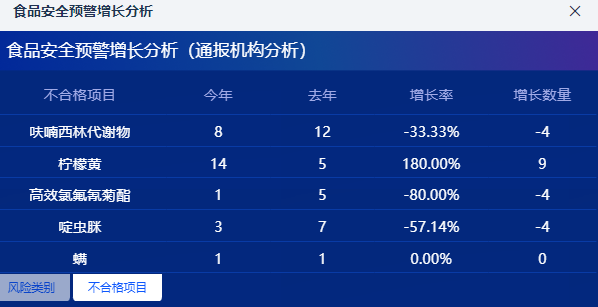 食品安全预警增长分析
食品安全预警增长分析（通报机构分析）
不合格项目 今年 去年 增长率 增长数量
呋喃西林代谢物 8 12 -33.33% -4
柠檬黄 14 5 180.00% 9
高效氯氟氰菊酯 1 5 -80.00% -4
啶虫脒 3 7 -57.14% -4
螨 1 1 0.00% 0
风险类别 不合格项目